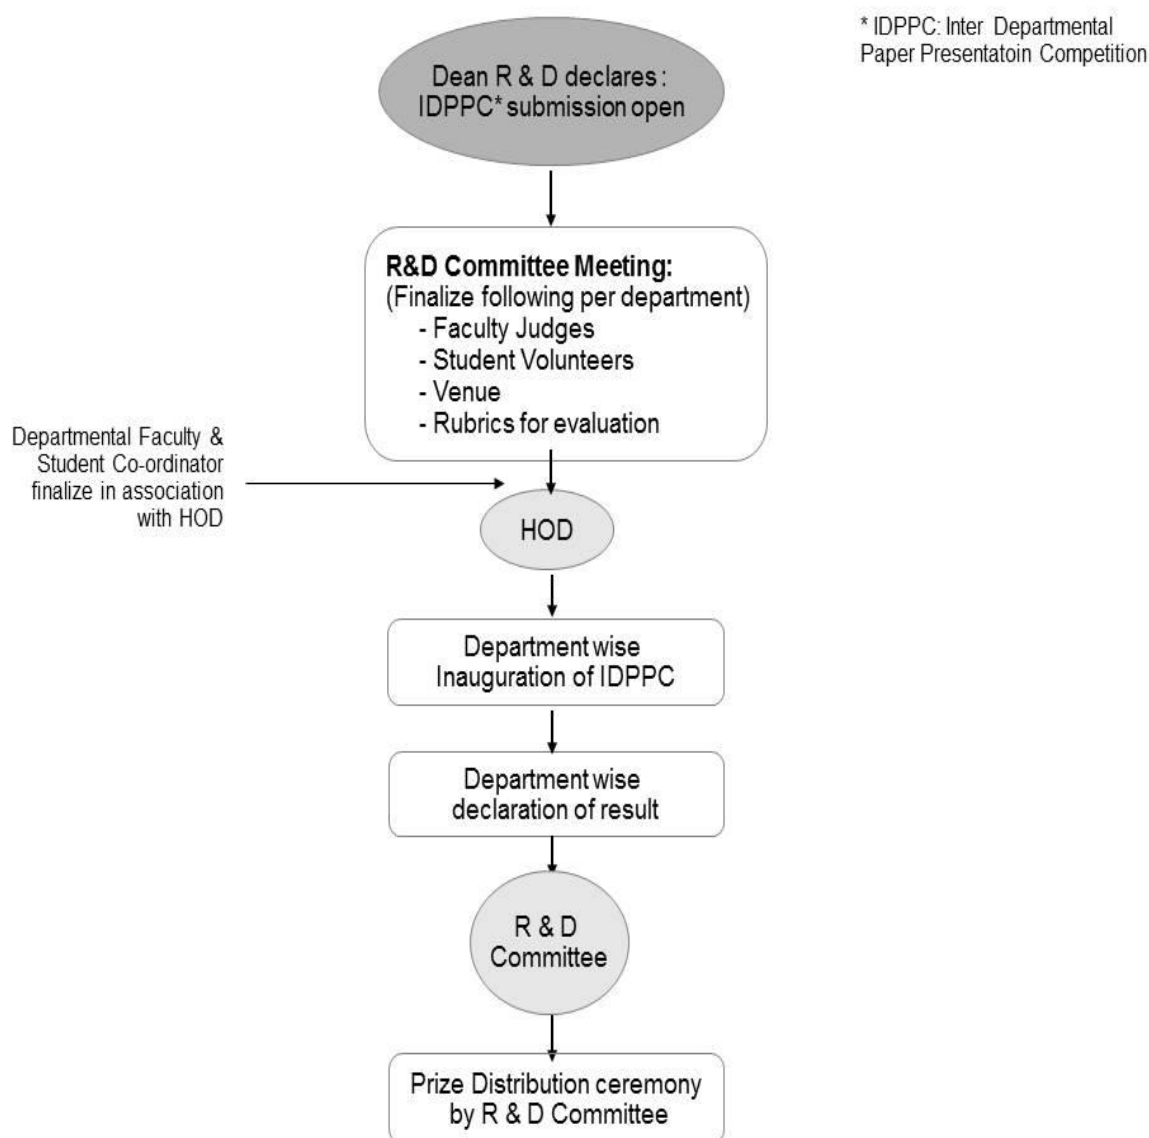 * IDPPC: Inter Departmental
Paper Presentatoin Competition
Dean R & D declares :
IDPPC* submission open
R&D Committee Meeting:
(Finalize following per department)
- Faculty Judges
- Student Volunteers
- Venue
- Rubrics for evaluation
Departmental Faculty &
Student Co-ordinator
finalize in association
with HOD
HOD
Department wise
Inauguration of IDPPC
Department wise
declaration of result
R & D
Committee
Prize Distribution ceremony
by R & D Committee